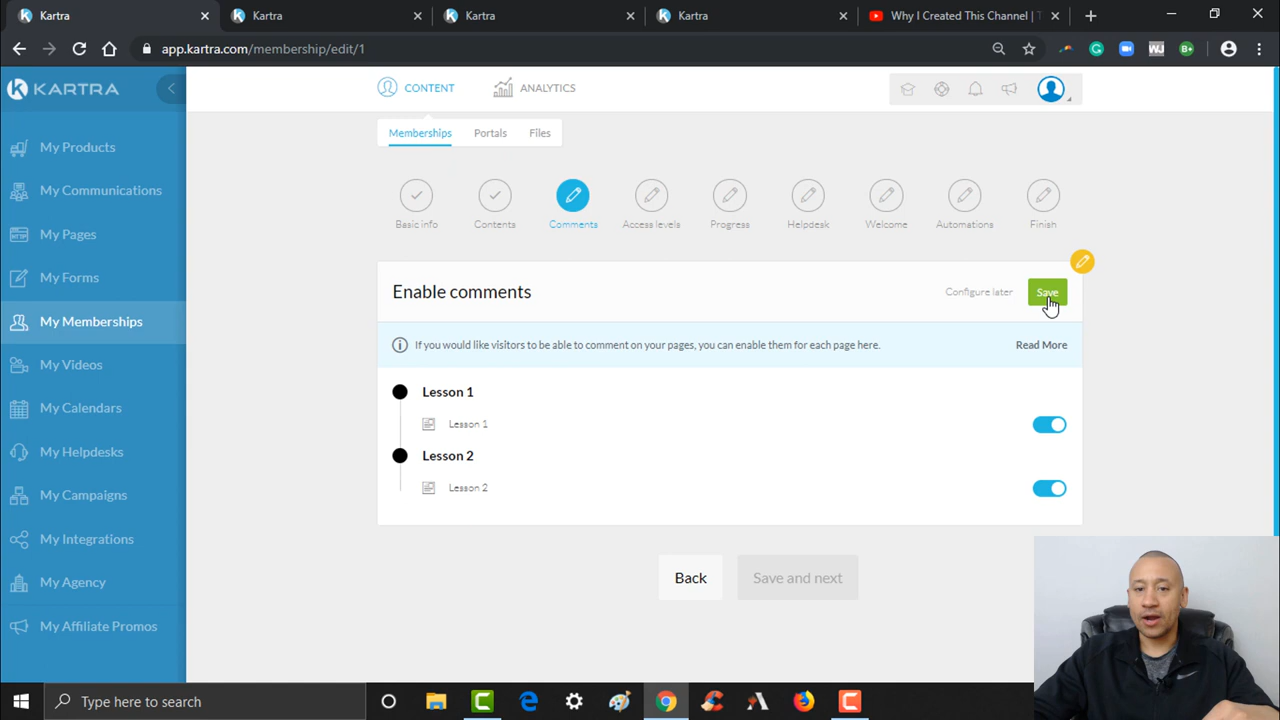 Kartra
Kartra
Kartra
Kartra
Why I Created This Channel | T
app.kartra.com/membership/edit/1
KARTRA
My Products
My Communications
My Pages
My Forms
My Memberships
My Videos
My Calendars
My Helpdesks
My Campaigns
My Integrations
My Agency
My Affiliate Promos
CONTENT
ANALYTICS
Memberships
Portals
Files
Basic info
Contents
Comments
Access levels
Progress
Helpdesk
Welcome
Automations
Finish
Enable comments
Configure later
Save
If you would like visitors to be able to comment on your pages, you can enable them for each page here.
Read More
Lesson 1
Lesson 1
Lesson 2
Lesson 2
Back
Save and next
Type here to search